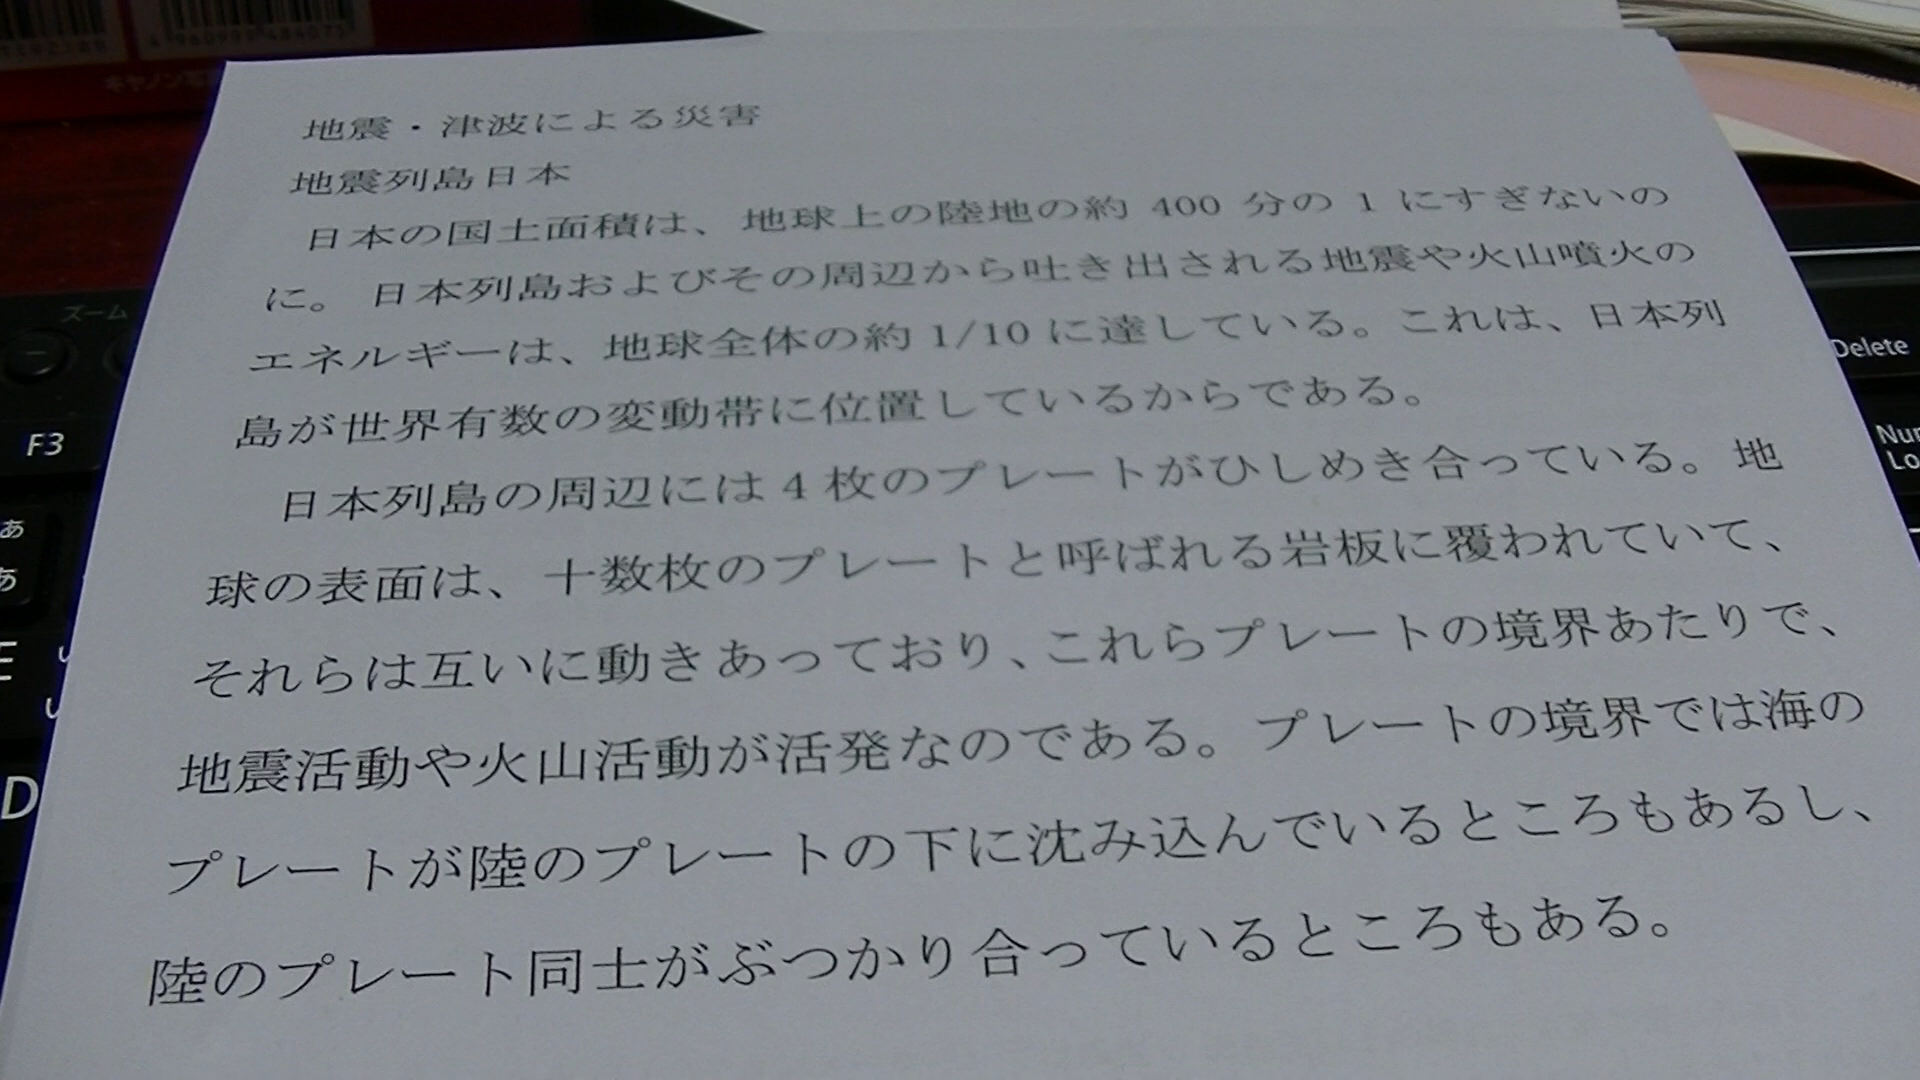 4960999484075
キヤノン
地震・津波による災害
地震列島日本
日本の国土面積は、地球上の陸地の約 400 分の 1 にすぎないの
に。日本列島およびその周辺から吐き出される地震や火山噴火の
エネルギーは、地球全体の約 1/10 に達している。これは、日本列
島が世界有数の変動帯に位置しているからである。
日本列島の周辺には 4 枚のプレートがひしめき合っている。地
球の表面は、十数枚のプレートと呼ばれる岩板に覆われていて、
それらは互いに動きあっており、これらプレートの境界あたりで、
地震活動や火山活動が活発なのである。プレートの境界では海の
プレートが陸のプレートの下に沈み込んでいるところもあるし、
陸のプレート同士がぶつかり合っているところもある。
ズーム
F3
あ
あ
E
D
Delete
Num
Lo